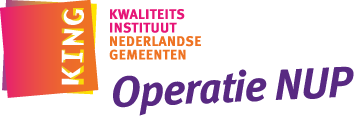 KING
KWALITEITS
INSTITUUT
NEDERLANDSE
GEMEENTEN
Operatie NUP